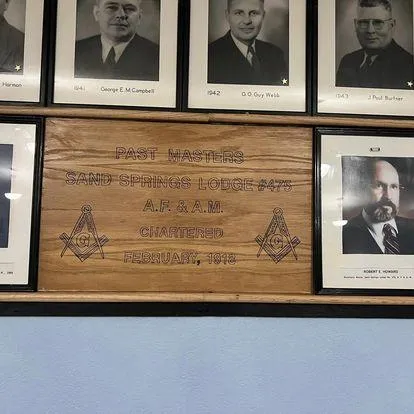 Harmon
1941 George E. M. Campbell
1942 G. O. Guy Webb
1943 J. Paul Burtner
PAST MASTERS
SAND SPRINGS LODGE #475
A.F. & A.M.
CHARTERED
FEBRUARY, 1918
G
G
ROBERT E. HOWARD